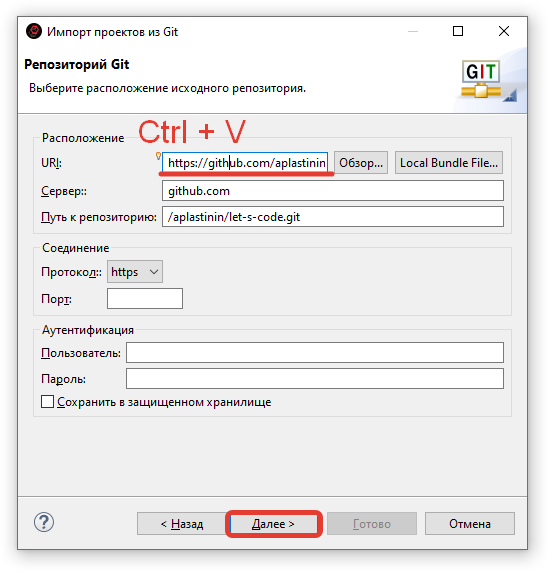 Импорт проектов из Git
Репозиторий Git
Выберите расположение исходного репозитория.
GIT
Ctrl + V
Расположение
URI: https://github.com/aplastinin Обзор... Local Bundle File...
Сервер:: github.com
Путь к репозиторию: /aplastinin/let-s-code.git
Соединение
Протокол:: https
Порт:
Аутентификация
Пользователь:
Пароль:
Сохранить в защищенном хранилище
? < Назад Далее > Готово Отмена